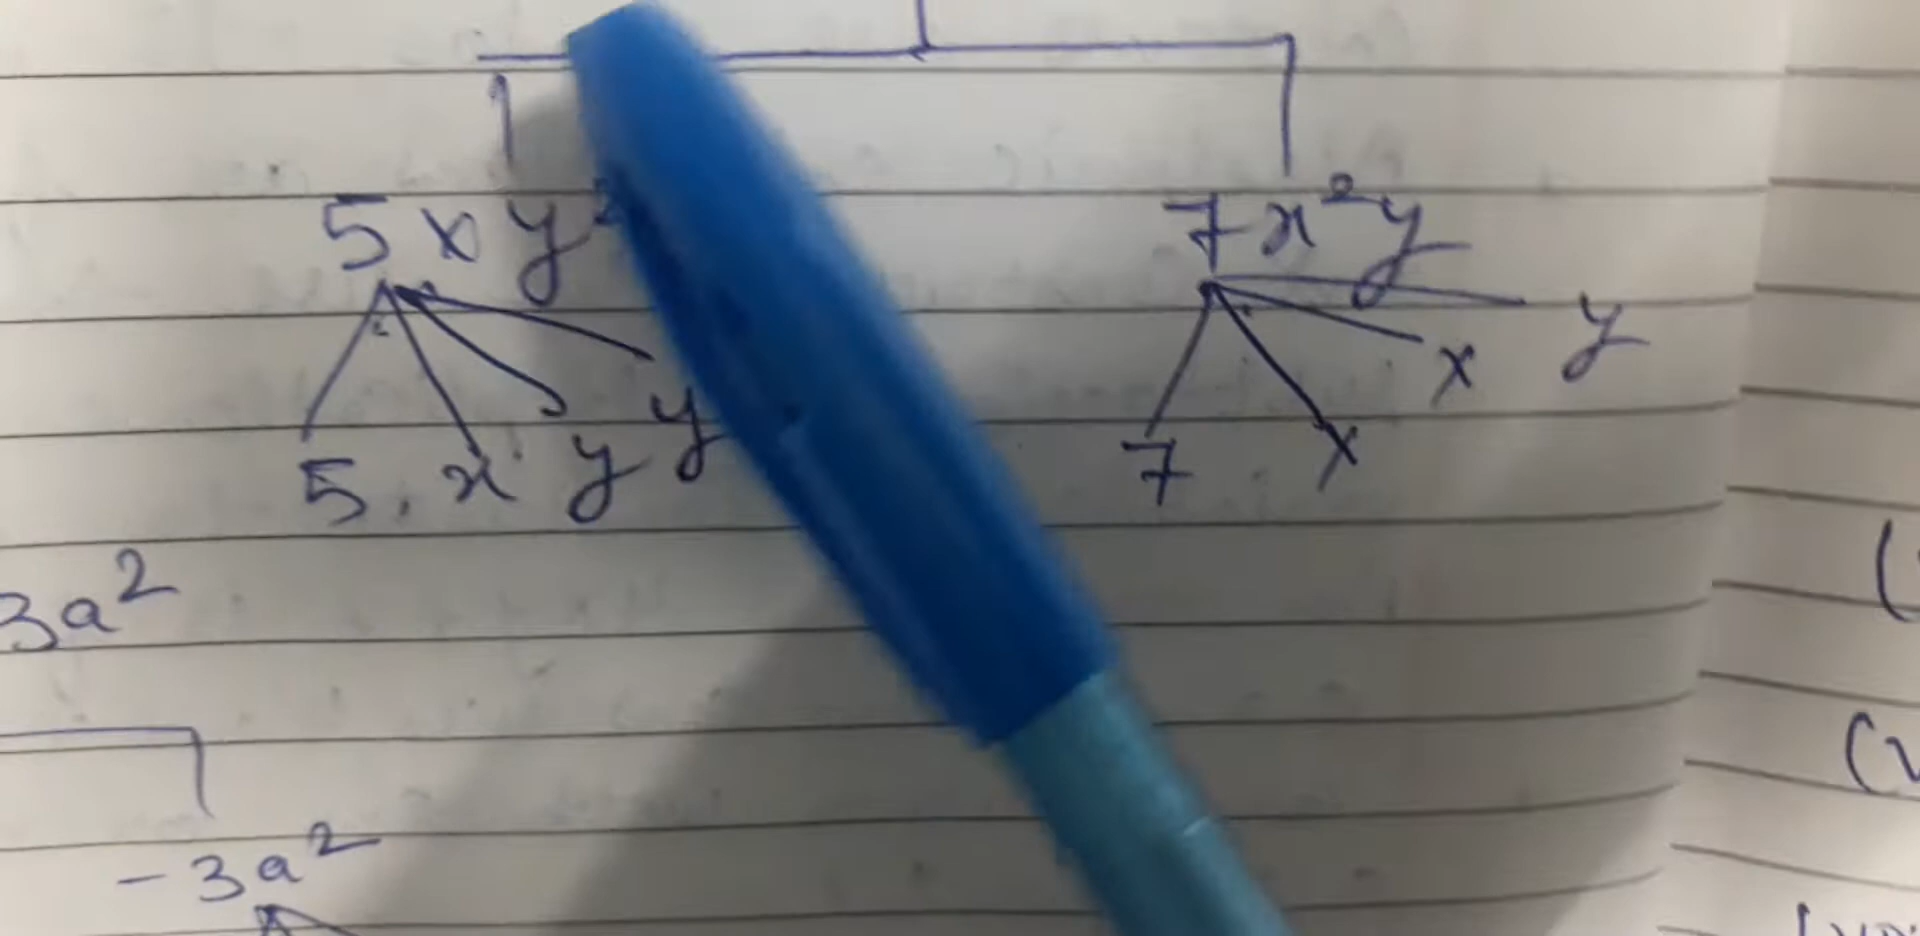 5xy² 7x²y
5. x y y 7 x x y
3a²
-3a²